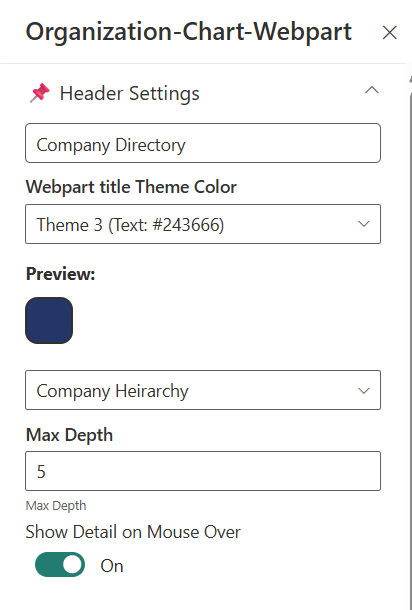 Organization-Chart-Webpart
Header Settings
Company Directory
Webpart title Theme Color
Theme 3 (Text: #243666)
Preview:
Company Heirarchy
Max Depth
5
Max Depth
Show Detail on Mouse Over
On